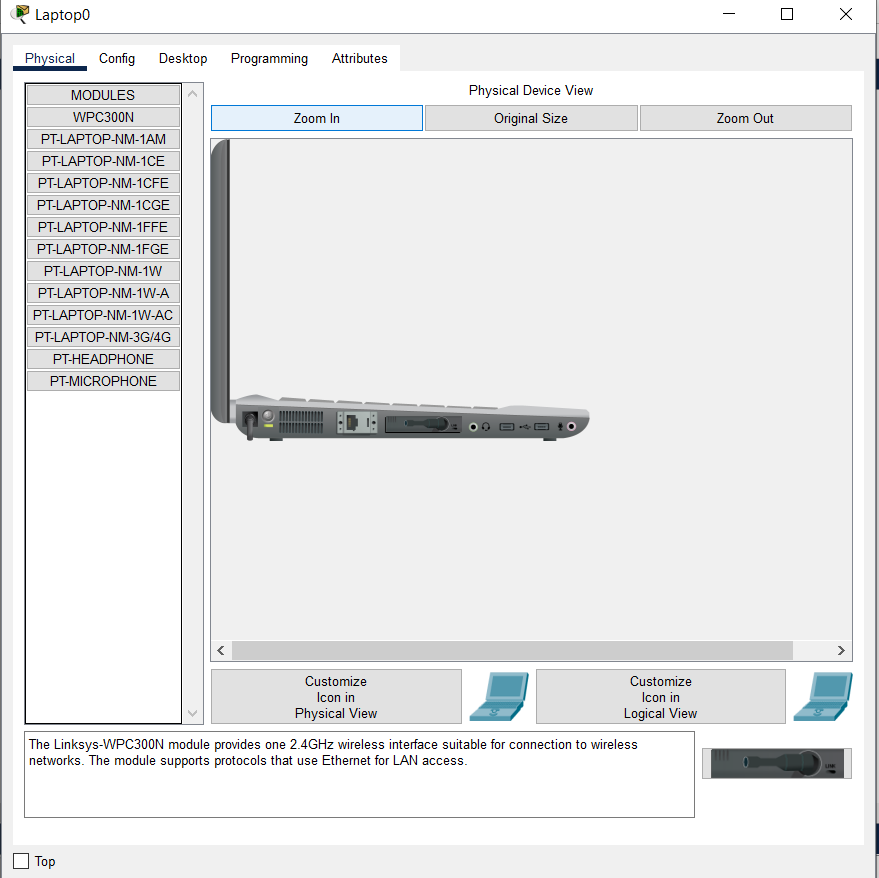 Laptop0
Physical
Config
Desktop
Programming
Attributes
MODULES
WPC300N
PT-LAPTOP-NM-1AM
PT-LAPTOP-NM-1CE
PT-LAPTOP-NM-1CFE
PT-LAPTOP-NM-1CGE
PT-LAPTOP-NM-1FFE
PT-LAPTOP-NM-1FGE
PT-LAPTOP-NM-1W
PT-LAPTOP-NM-1W-A
PT-LAPTOP-NM-1W-AC
PT-LAPTOP-NM-3G/4G
PT-HEADPHONE
PT-MICROPHONE
Physical Device View
Zoom In
Original Size
Zoom Out
Customize
Icon in
Physical View
Customize
Icon in
Logical View
The Linksys-WPC300N module provides one 2.4GHz wireless interface suitable for connection to wireless
networks. The module supports protocols that use Ethernet for LAN access.
LINK
Top